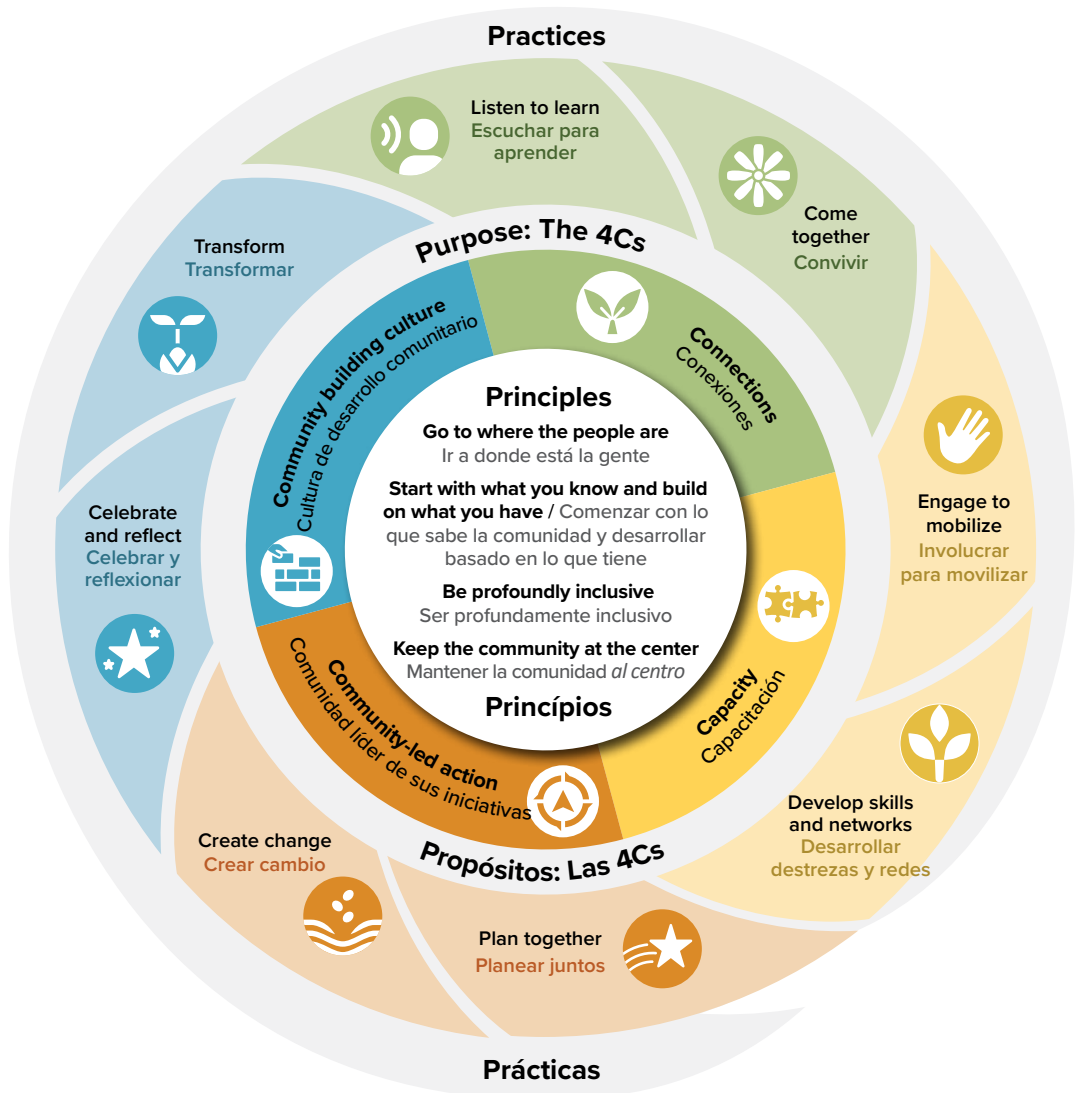 Practices
Listen to learn
Escuchar para
aprender
Come
together
Convivir
Transform
Transformar
Purpose: The 4Cs
Community building culture
Cultura de desarrollo comunitario
Connections
Conexiones
Principles
Go to where the people are
Ir a donde está la gente
Start with what you know and build
on what you have / Comenzar con lo
que sabe la comunidad y desarrollar
basado en lo que tiene
Be profoundly inclusive
Ser profundamente inclusivo
Keep the community at the center
Mantener la comunidad al centro
Princípios
Engage to
mobilize
Involucrar
para movilizar
Celebrate
and reflect
Celebrar y
reflexionar
Community-led action
Comunidad líder de sus iniciativas
Capacity
Capacitación
Propósitos: Las 4Cs
Develop skills
and networks
Desarrollar
destrezas y redes
Create change
Crear cambio
Plan together
Planear juntos
Prácticas